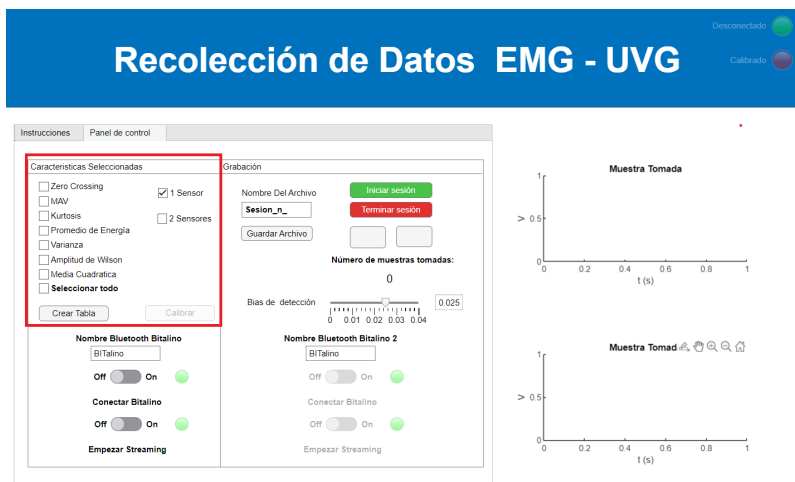 Desconectado
Recolección de Datos EMG - UVG
Calibrado
Instrucciones
Panel de control
Caracteristicas Seleccionadas
Zero Crossing
MAV
Kurtosis
Promedio de Energía
Varianza
Amplitud de Wilson
Media Cuadratica
Seleccionar todo
1 Sensor
2 Sensores
Crear Tabla
Calibrar
Grabación
Nombre Del Archivo
Iniciar sesión
Sesion_n_
Terminar sesión
Guardar Archivo
Número de muestras tomadas:
0
Bias de detección
0.025
0 0.01 0.02 0.03 0.04
Nombre Bluetooth Bitalino
BITalino
Off On
Conectar Bitalino
Off On
Empezar Streaming
Nombre Bluetooth Bitalino 2
BITalino
Off On
Conectar Bitalino
Off On
Empezar Streaming
Muestra Tomada
1
0.5
0
V
0 0.2 0.4 0.6 0.8 1
t (s)
Muestra Tomad
1
0.5
0
V
0 0.2 0.4 0.6 0.8 1
t (s)